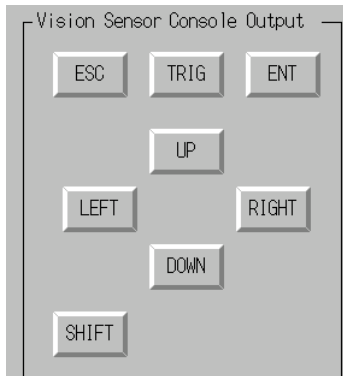 Vision Sensor Console Output
ESC TRIG ENT
UP
LEFT RIGHT
DOWN
SHIFT